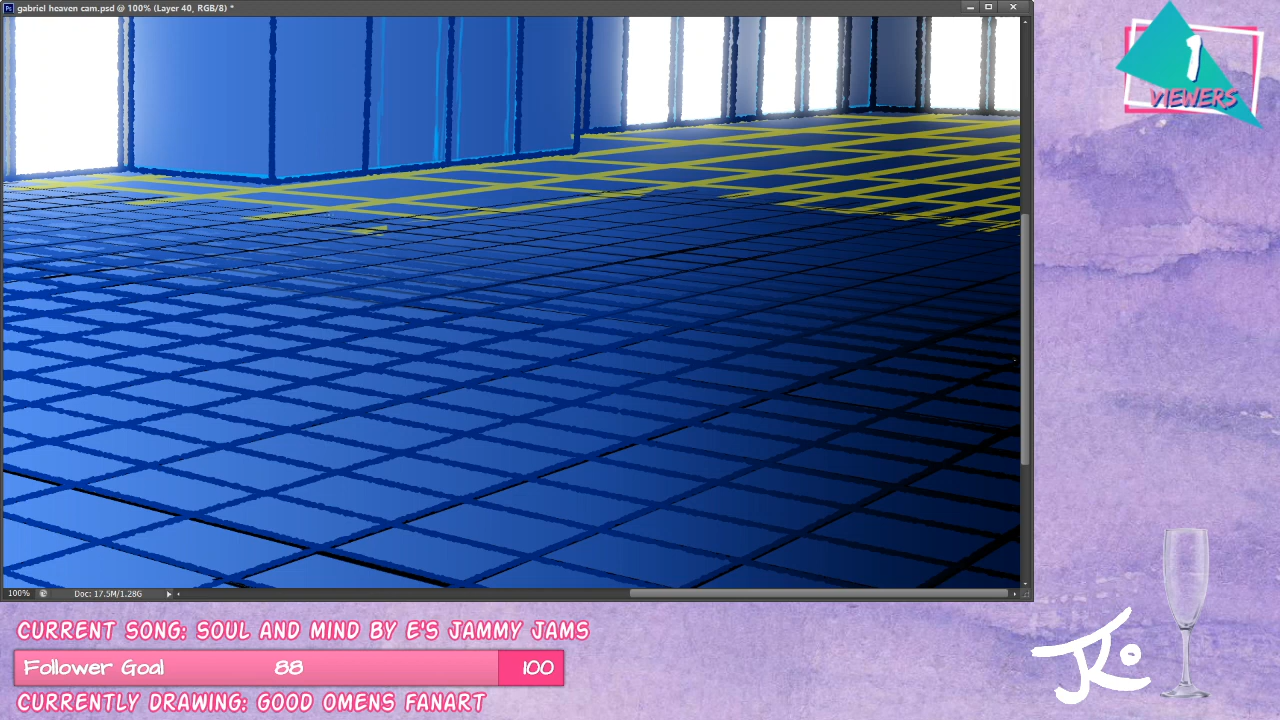 gabriel heaven cam.psd @ 100% (Layer 40, RGB/8) *
1
VIEWERS
100%
Doc: 17.5M/1.28G
CURRENT SONG: SOUL AND MIND BY E'S JAMMY JAMS
Follower Goal 88 100
CURRENTLY DRAWING: GOOD OMENS FANART
JKo